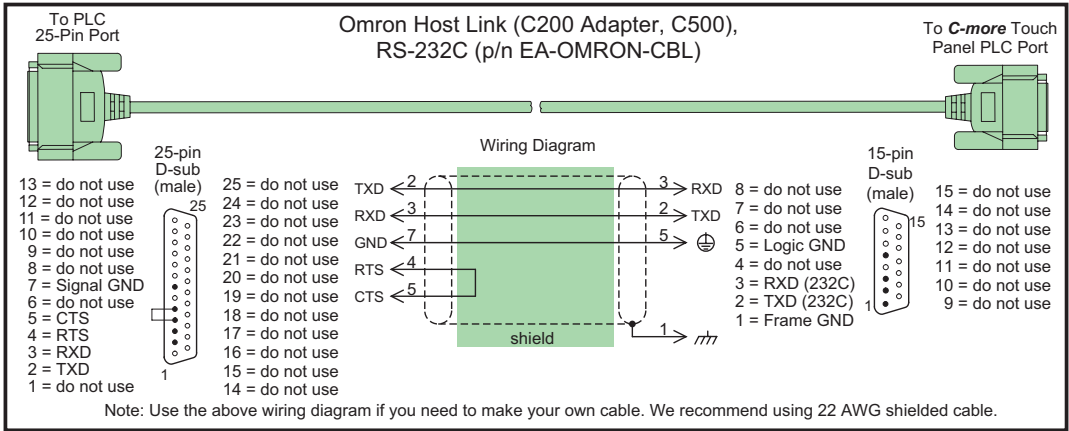 To PLC
25-Pin Port
Omron Host Link (C200 Adapter, C500),
RS-232C (p/n EA-OMRON-CBL)
To C-more Touch
Panel PLC Port
Wiring Diagram
25-pin
D-sub
(male)
25
1
13 = do not use
12 = do not use
11 = do not use
10 = do not use
9 = do not use
8 = do not use
7 = Signal GND
6 = do not use
5 = CTS
4 = RTS
3 = RXD
2 = TXD
1 = do not use
25 = do not use
24 = do not use
23 = do not use
22 = do not use
21 = do not use
20 = do not use
19 = do not use
18 = do not use
17 = do not use
16 = do not use
15 = do not use
14 = do not use
TXD 2 3 RXD
RXD 3 2 TXD
GND 7 5
RTS 4
CTS 5
1
shield
8 = do not use
7 = do not use
6 = do not use
5 = Logic GND
4 = do not use
3 = RXD (232C)
2 = TXD (232C)
1 = Frame GND
15-pin
D-sub
(male)
15
1
15 = do not use
14 = do not use
13 = do not use
12 = do not use
11 = do not use
10 = do not use
9 = do not use
Note: Use the above wiring diagram if you need to make your own cable. We recommend using 22 AWG shielded cable.